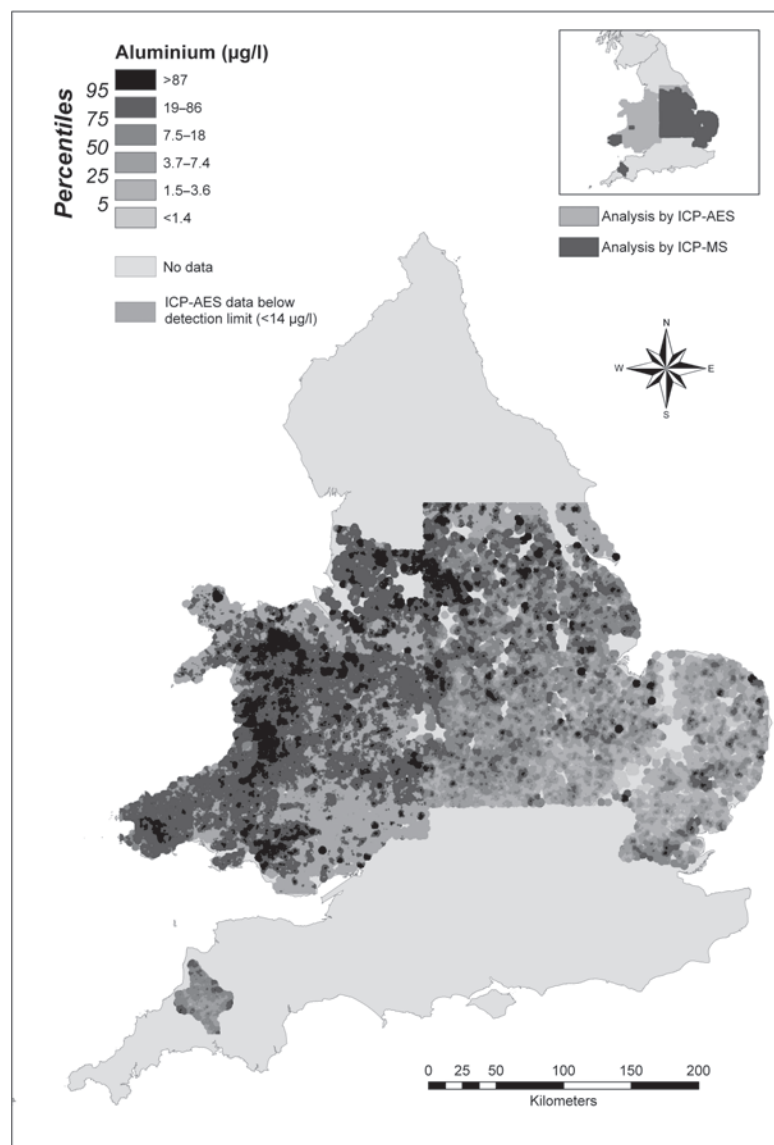 Aluminium (µg/l)
Percentiles
95
75
50
25
5
>87
19–86
7.5–18
3.7–7.4
1.5–3.6
<1.4
No data
ICP-AES data below
detection limit (<14 µg/l)
Analysis by ICP-AES
Analysis by ICP-MS
N
W
E
S
0 25 50 100 150 200
Kilometers